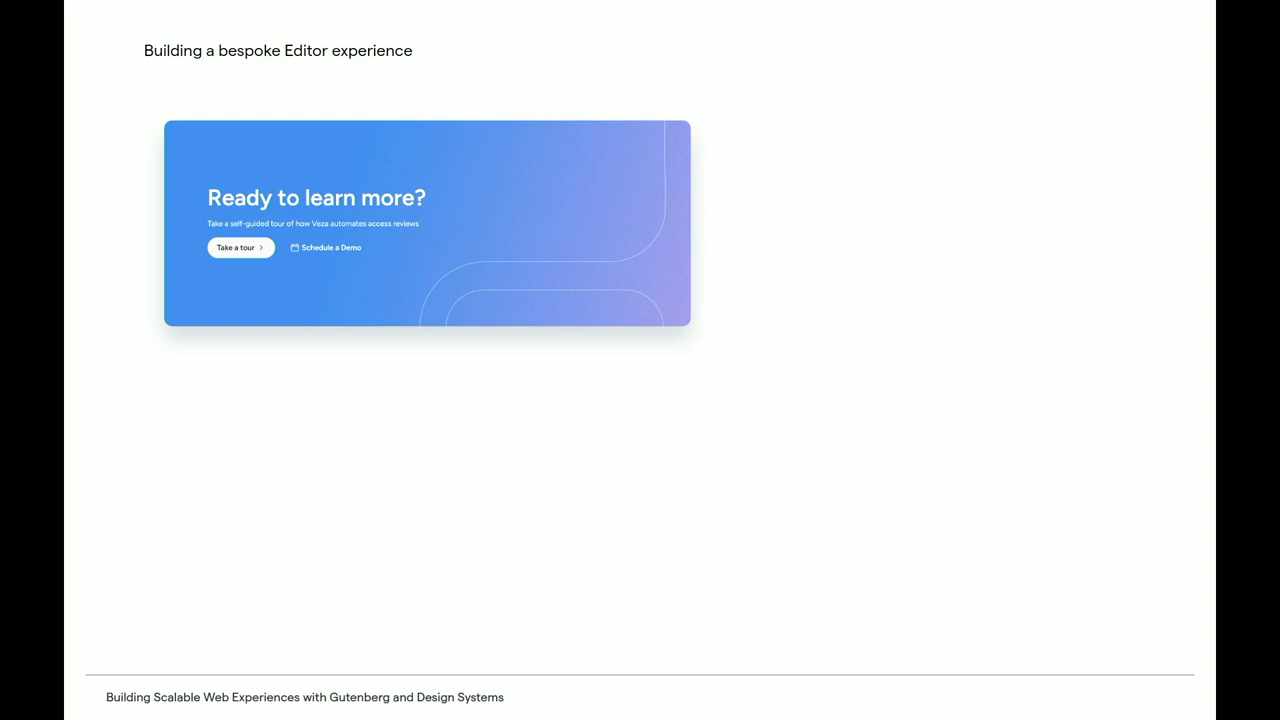 Building a bespoke Editor experience
Ready to learn more?
Take a self-guided tour of how Veza automates access reviews
Take a tour
Schedule a Demo
Building Scalable Web Experiences with Gutenberg and Design Systems